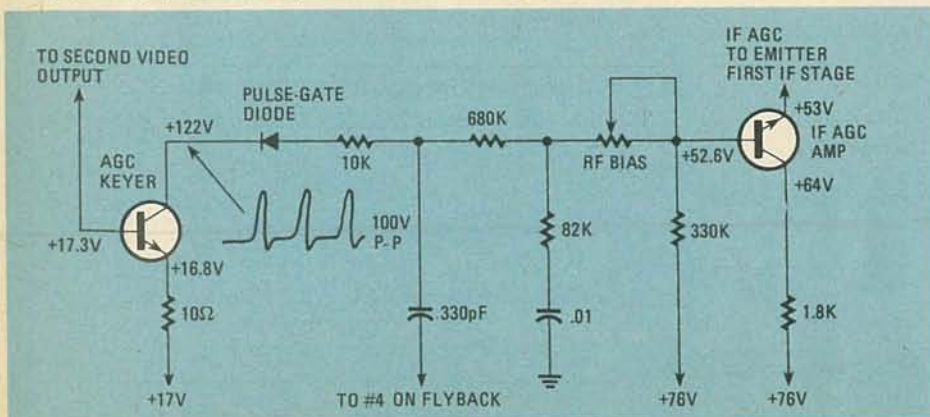 TO SECOND VIDEO
OUTPUT
IF AGC
TO EMITTER
FIRST IF STAGE
PULSE-GATE
DIODE
+122V
680K
+53V
AGC
KEYER
10K
RF BIAS
+52.6V
IF AGC
AMP
+64V
100V
P-P
82K
330K
+17.3V
+16.8V
10Ω
330pF
.01
1.8K
+17V
TO #4 ON FLYBACK
+76V
+76V